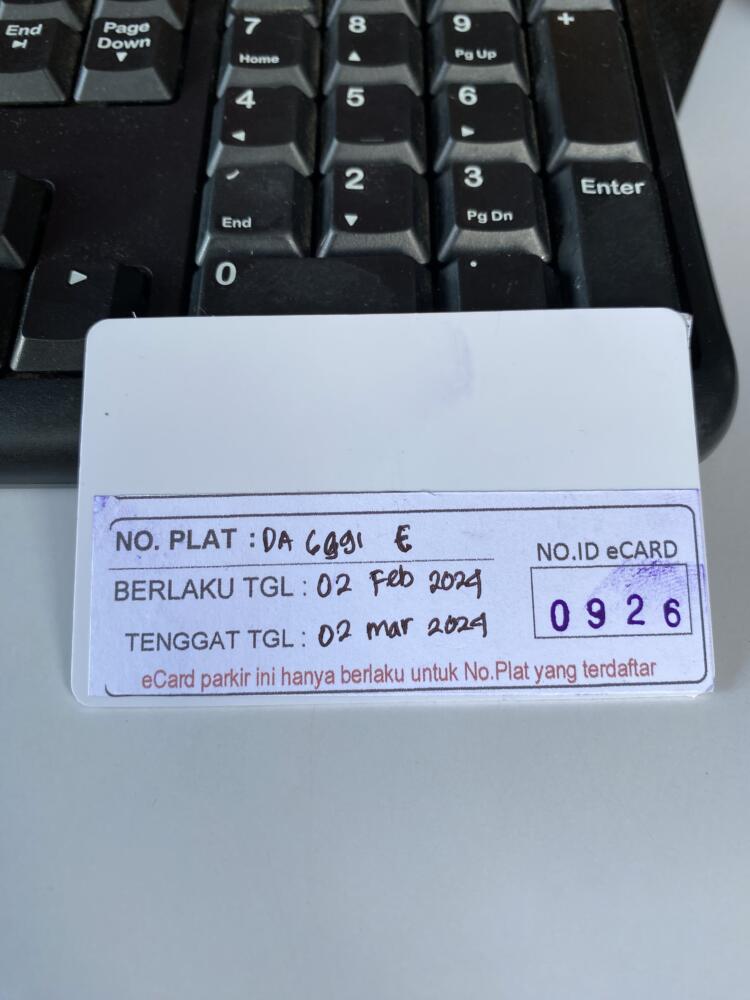 End
Page Down
7 Home
8
9 Pg Up
+
4
5
6
End
2
3 Pg Dn
Enter
0
.
NO. PLAT : DA 6991 E
BERLAKU TGL : 02 Feb 2024
TENGGAT TGL : 02 mar 2024
NO.ID eCARD
0926
eCard parkir ini hanya berlaku untuk No.Plat yang terdaftar